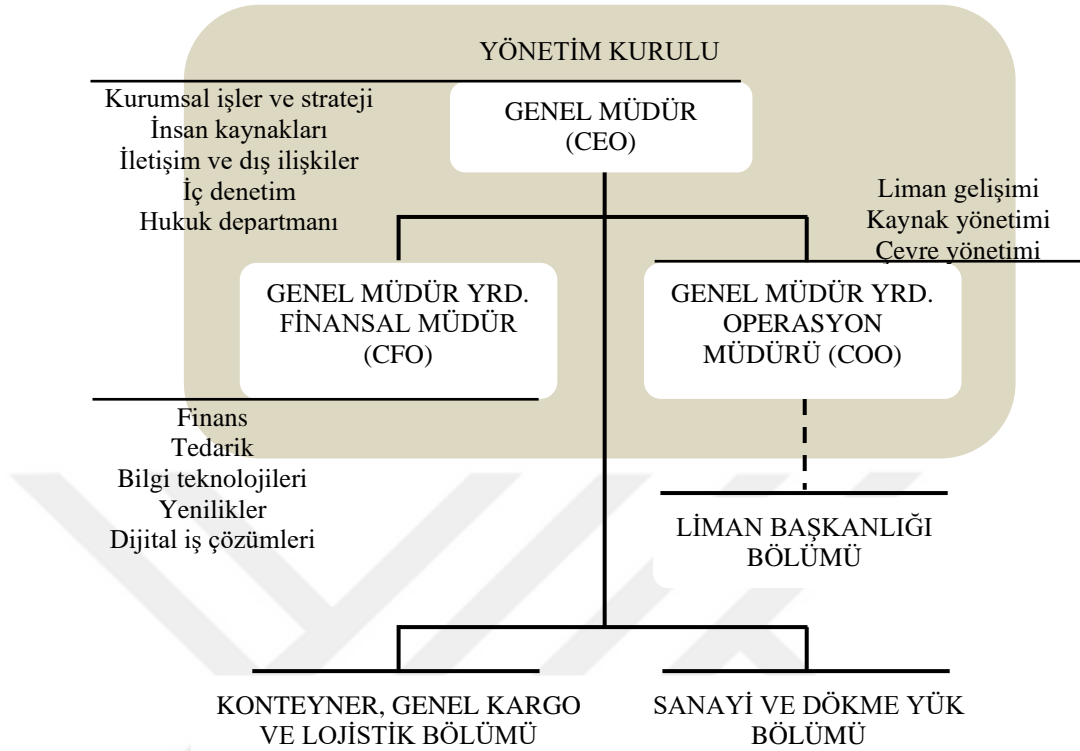 YÖNETİM KURULU
Kurumsal işler ve strateji
İnsan kaynakları
İletişim ve dış ilişkiler
İç denetim
Hukuk departmanı
GENEL MÜDÜR
(CEO)
Liman gelişimi
Kaynak yönetimi
Çevre yönetimi
GENEL MÜDÜR YRD.
FİNANSAL MÜDÜR
(CFO)
GENEL MÜDÜR YRD.
OPERASYON
MÜDÜRÜ (COO)
Finans
Tedarik
Bilgi teknolojileri
Yenilikler
Dijital iş çözümleri
LİMAN BAŞKANLIĞI
BÖLÜMÜ
KONTEYNER, GENEL KARGO
VE LOJİSTİK BÖLÜMÜ
SANAYİ VE DÖKME YÜK
BÖLÜMÜ